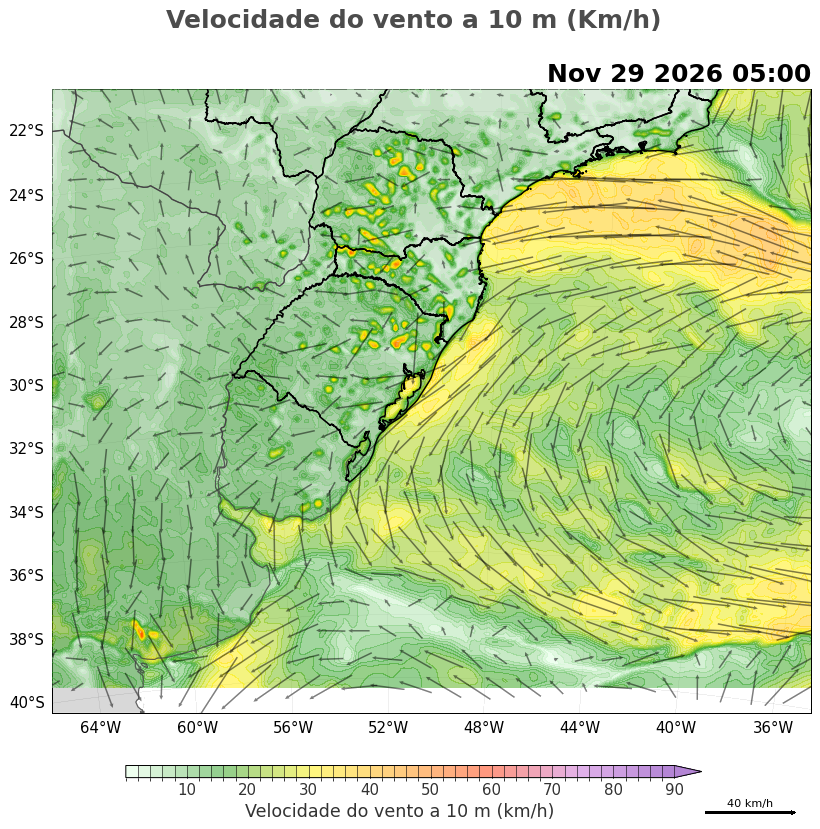 Velocidade do vento a 10 m (Km/h)
Nov 29 2026 05:00
22°S
24°S
26°S
28°S
30°S
32°S
34°S
36°S
38°S
40°S
64°W 60°W 56°W 52°W 48°W 44°W 40°W 36°W
10 20 30 40 50 60 70 80 90
Velocidade do vento a 10 m (km/h)
40 km/h